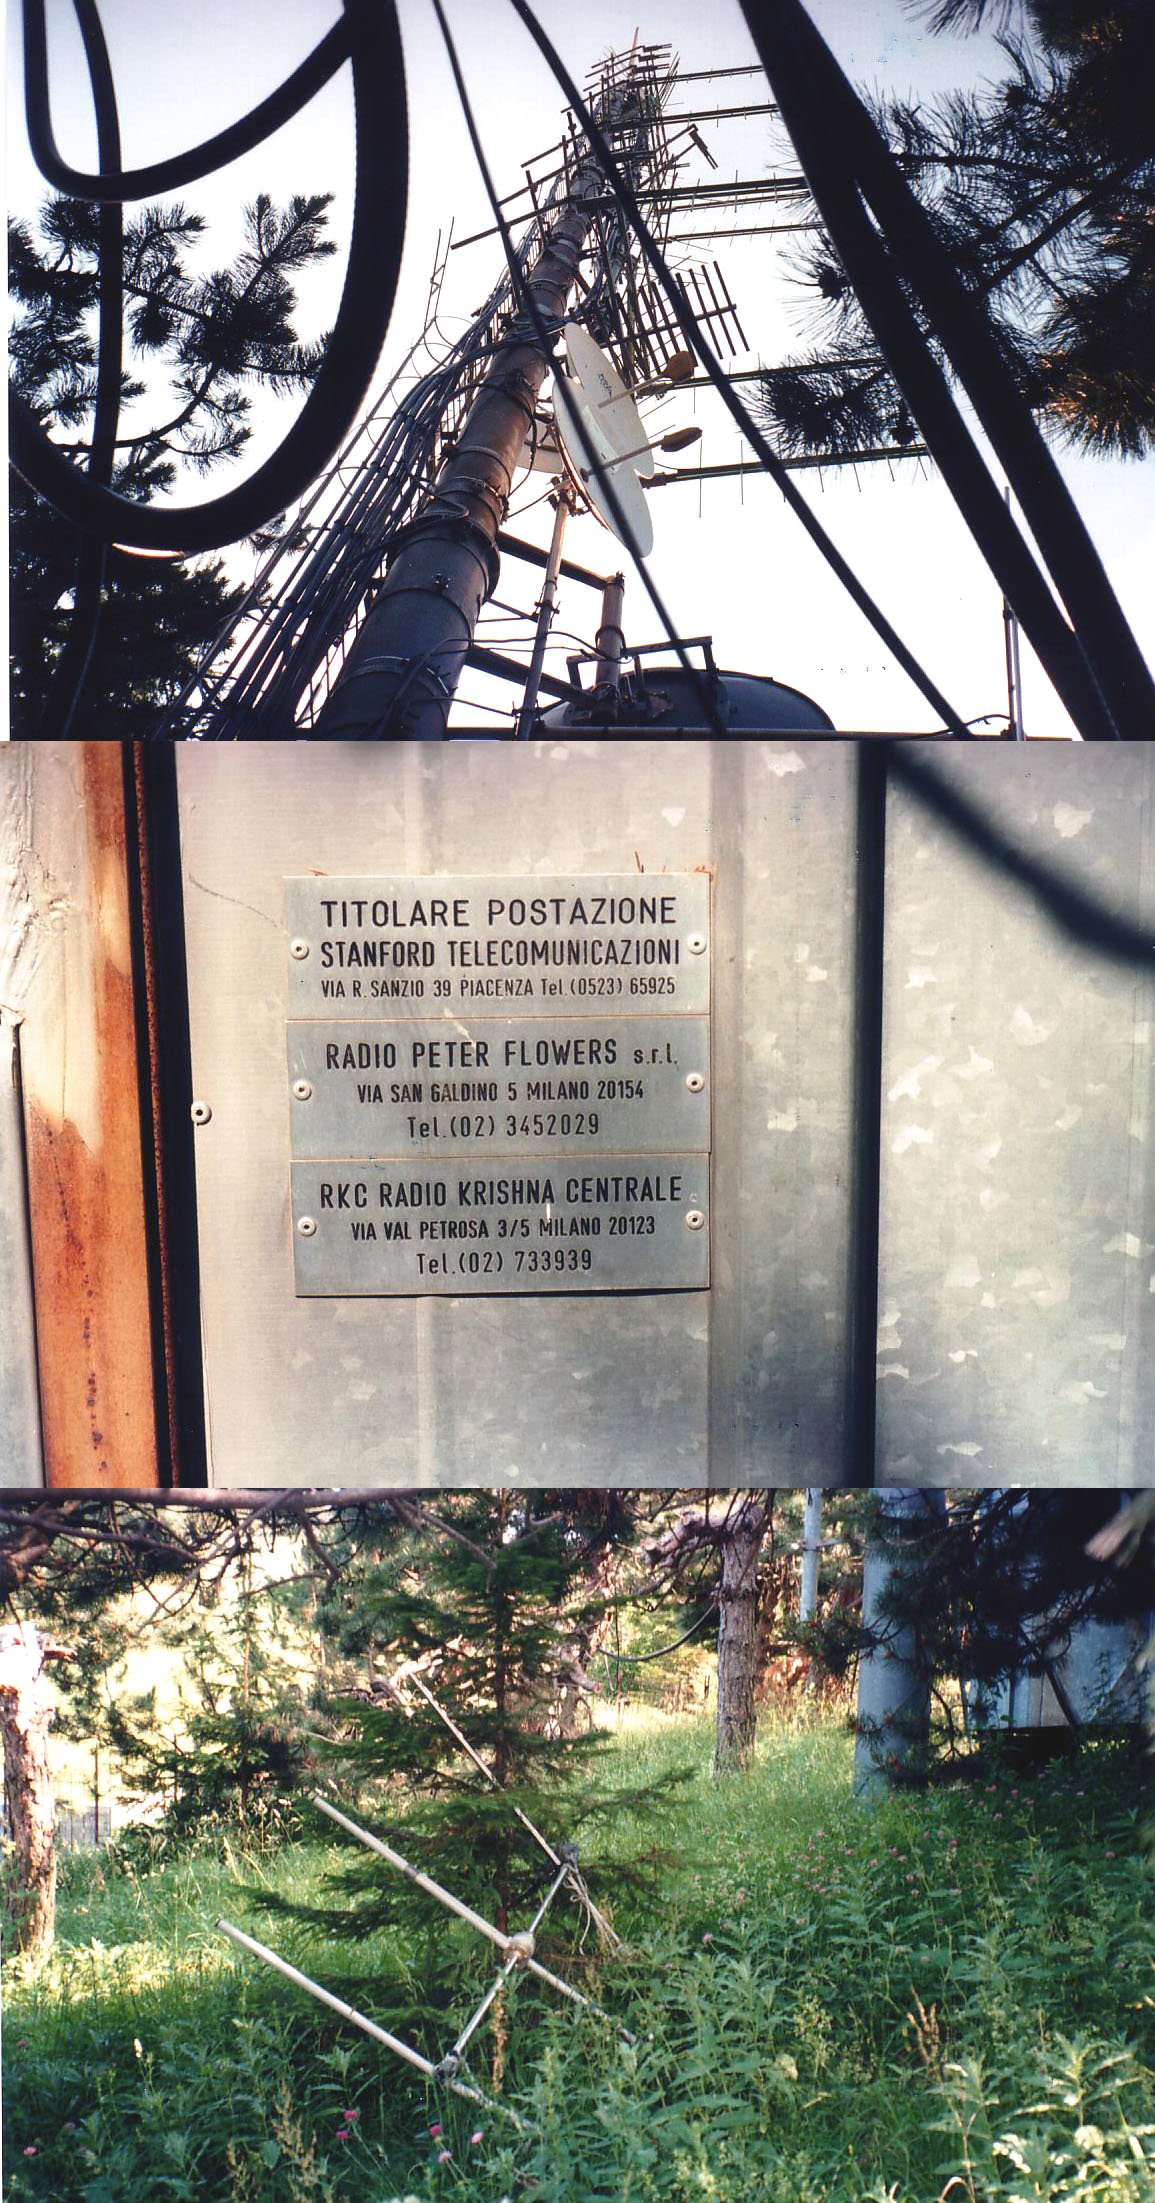 TITOLARE POSTAZIONE
STANFORD TELECOMUNICAZIONI
VIA R. SANZIO 39 PIACENZA Tel.(0523) 65925
RADIO PETER FLOWERS s.r.l.
VIA SAN GALDINO 5 MILANO 20154
Tel.(02) 3452029
RKC RADIO KRISHNA CENTRALE
VIA VAL PETROSA 3/5 MILANO 20123
Tel.(02) 733939